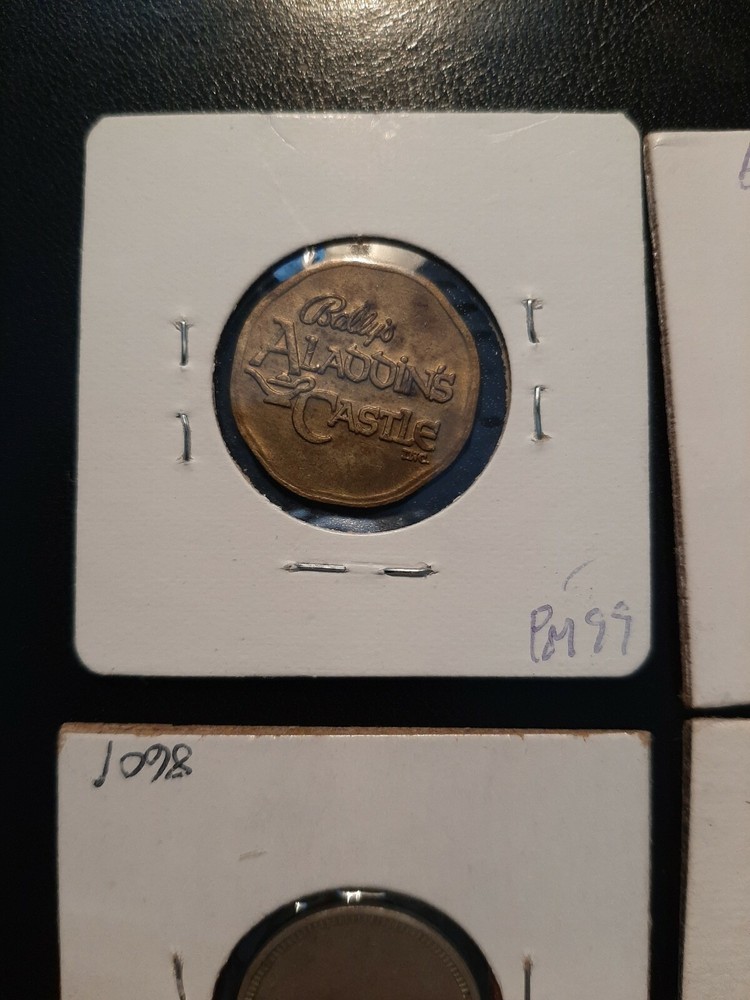 Bally's
ALADDIN'S
CASTLE
INC.
PM99
1098